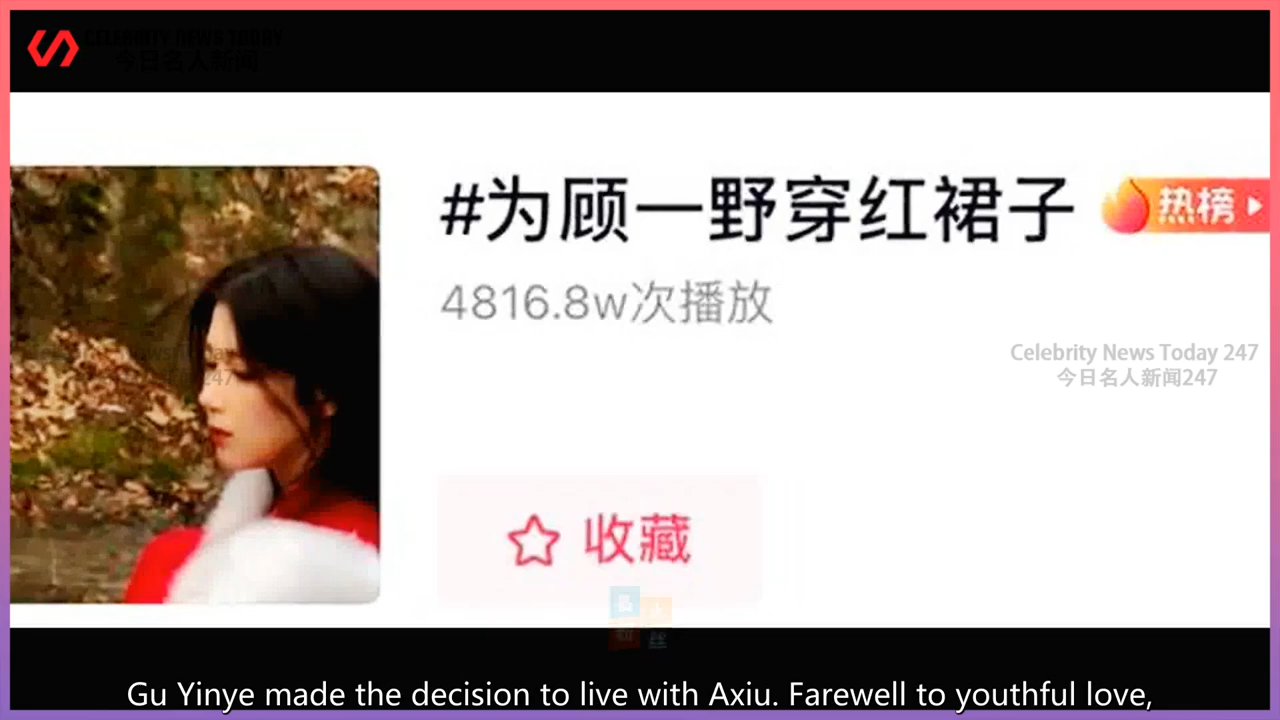 CELEBRITY NEWS TODAY
今日名人新闻
#为顾一野穿红裙子
热榜
4816.8w次播放
Celebrity News Today 247
今日名人新闻247
收藏
Gu Yinye made the decision to live with Axiu. Farewell to youthful love,